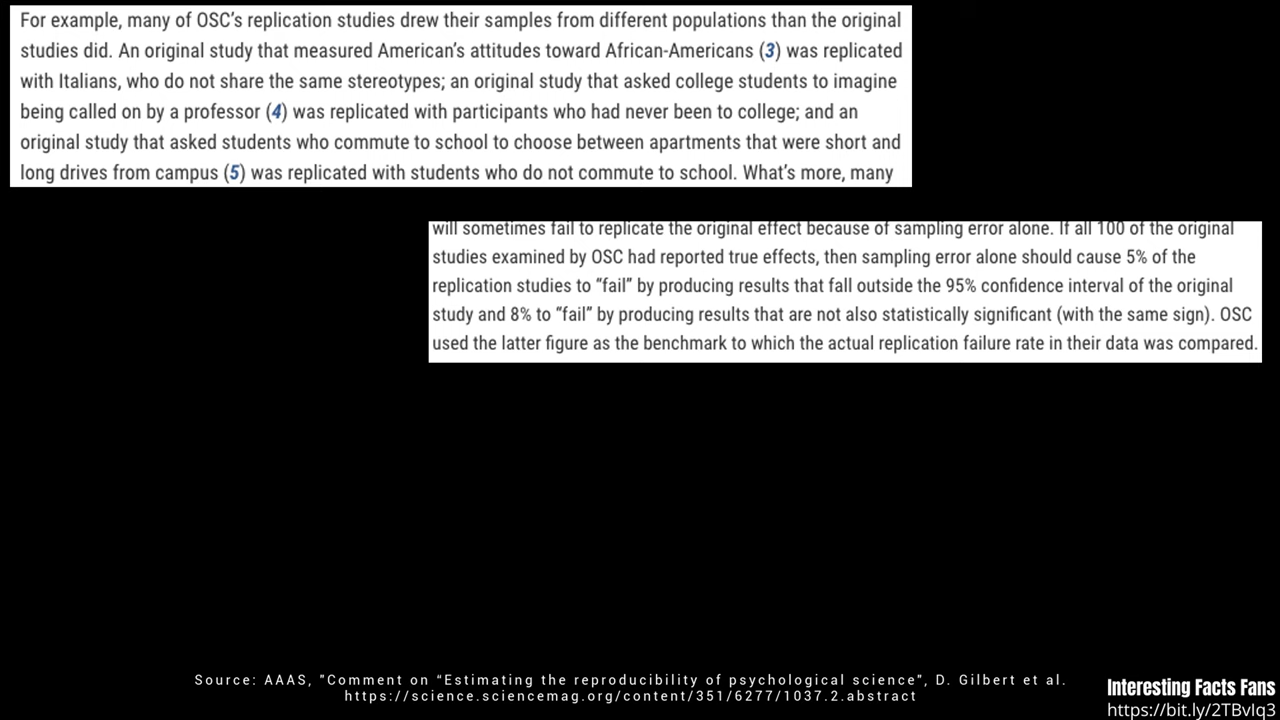 For example, many of OSC’s replication studies drew their samples from different populations than the original
studies did. An original study that measured American’s attitudes toward African-Americans (3) was replicated
with Italians, who do not share the same stereotypes; an original study that asked college students to imagine
being called on by a professor (4) was replicated with participants who had never been to college; and an
original study that asked students who commute to school to choose between apartments that were short and
long drives from campus (5) was replicated with students who do not commute to school. What’s more, many
will sometimes fail to replicate the original effect because of sampling error alone. If all 100 of the original
studies examined by OSC had reported true effects, then sampling error alone should cause 5% of the
replication studies to “fail” by producing results that fall outside the 95% confidence interval of the original
study and 8% to “fail” by producing results that are not also statistically significant (with the same sign). OSC
used the latter figure as the benchmark to which the actual replication failure rate in their data was compared.
Source: AAAS, "Comment on “Estimating the reproducibility of psychological science", D. Gilbert et al.
https://science.sciencemag.org/content/351/6277/1037.2.abstract
Interesting Facts Fans
https://bit.ly/2TBvIq3